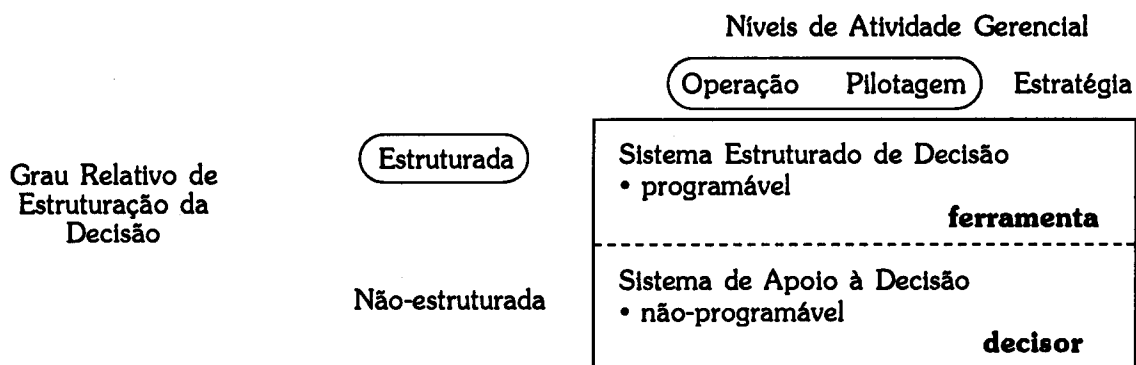 Níveis de Atividade Gerencial
Operação Pilotagem Estratégia
Grau Relativo de
Estruturação da
Decisão
Estruturada
Sistema Estruturado de Decisão
• programável
ferramenta
Não-estruturada
Sistema de Apoio à Decisão
• não-programável
decisor